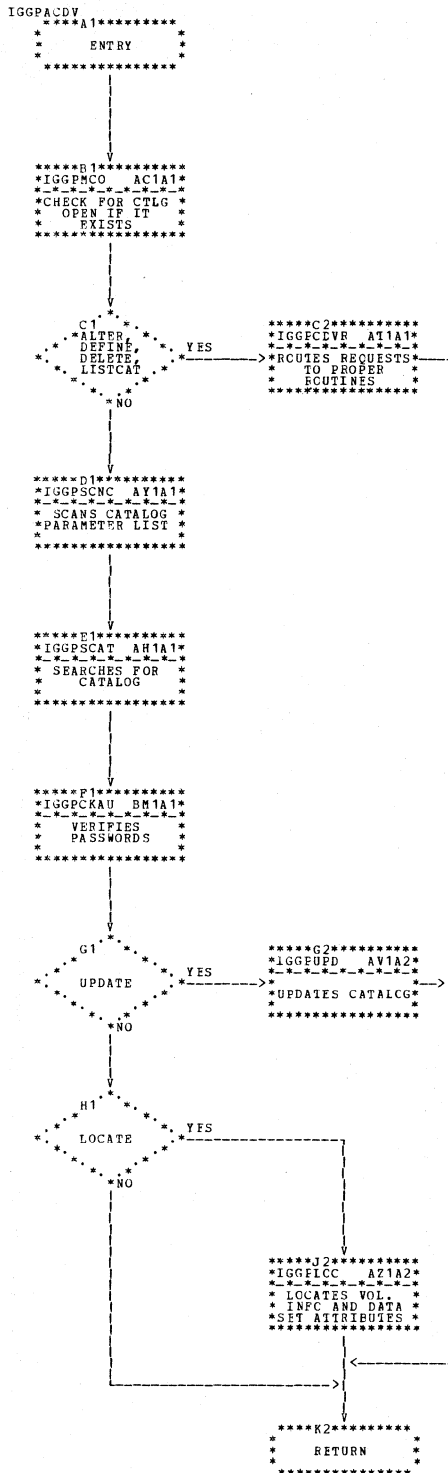 IGGPACDV
****A1*********
ENTRY
***************
*****B1**********
*IGGPMCO AC1A1*
*-*-*-*-*-*-*-*-*
*CHECK FOR CTLG *
* OPEN IF IT *
* EXISTS *
*****************
C1
*ALTER,
DEFINE,
DELETE,
LISTCAT
YES
*NO
*****C2**********
*IGGPCDVR AT1A1*
*-*-*-*-*-*-*-*-*
*ROUTES REQUESTS*
* TO PROPER *
* ROUTINES *
*****************
*****D1**********
*IGGPSCNC AY1A1*
*-*-*-*-*-*-*-*-*
* SCANS CATALOG *
*PARAMETER LIST *
*****************
*****E1**********
*IGGPSCAT AH1A1*
*-*-*-*-*-*-*-*-*
* SEARCHES FOR *
* CATALOG *
*****************
*****F1**********
*IGGPCKAU BM1A1*
*-*-*-*-*-*-*-*-*
* VERIFIES *
* PASSWORDS *
*****************
G1
UPDATE
YES
*NO
*****G2**********
*IGGPUPD AV1A2*
*-*-*-*-*-*-*-*-*
*UPDATES CATALCG*
*****************
H1
LOCATE
YES
*NO
*****J2**********
*IGGPLCC AZ1A2*
*-*-*-*-*-*-*-*-*
* LOCATES VOL. *
* INFC AND DATA *
*SET ATTRIBUTES *
*****************
****K2*********
RETURN
***************